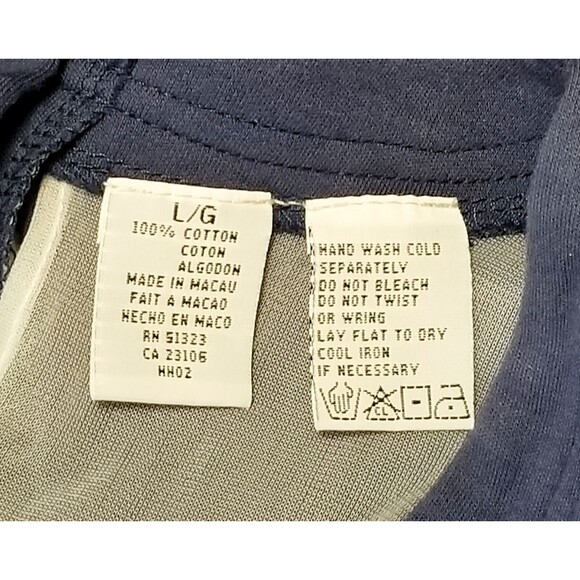 L/G
100% COTTON
COTON
ALGODON
MADE IN MACAU
FAIT A MACAO
HECHO EN MACO
RN 51323
CA 23106
HH02
HAND WASH COLD
SEPARATELY
DO NOT BLEACH
DO NOT TWIST
OR WRING
LAY FLAT TO DRY
COOL IRON
IF NECESSARY
CL